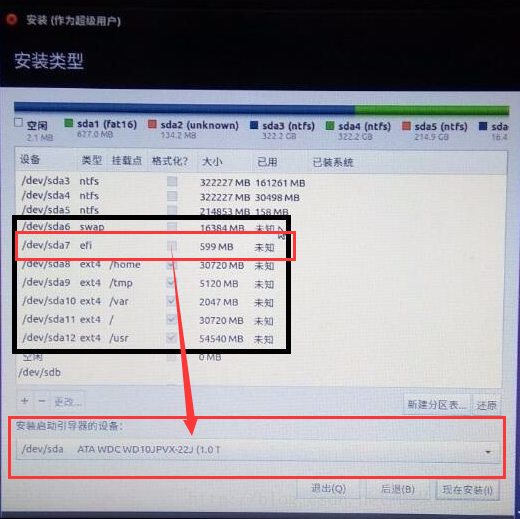 安装 (作为超级用户)
安装类型
空闲 sda1 (fat16) sda2 (unknown) sda3 (ntfs) sda4 (ntfs) sda5 (ntfs) sda
2.1 MB 627.0 MB 134.2 MB 322.2 GB 322.2 GB 214.9 GB 16.4
设备 类型 挂载点 格式化? 大小 已用 已装系统
/dev/sda3 ntfs 322227 MB 161261 MB
/dev/sda4 ntfs 322227 MB 30498 MB
/dev/sda5 ntfs 214853 MB 158 MB
/dev/sda6 swap 16384 MB 未知
/dev/sda7 efi 599 MB 未知
/dev/sda8 ext4 /home 30720 MB 未知
/dev/sda9 ext4 /tmp 5120 MB 未知
/dev/sda10 ext4 /var 2047 MB 未知
/dev/sda11 ext4 / 30720 MB 未知
/dev/sda12 ext4 /usr 54540 MB 未知
空闲 0 MB
/dev/sdb
+ − 更改... 新建分区表... 还原
安装启动引导器的设备:
/dev/sda ATA WDC WD10JPVX-22J (1.0 T
退出(Q) 后退(B) 现在安装(I)